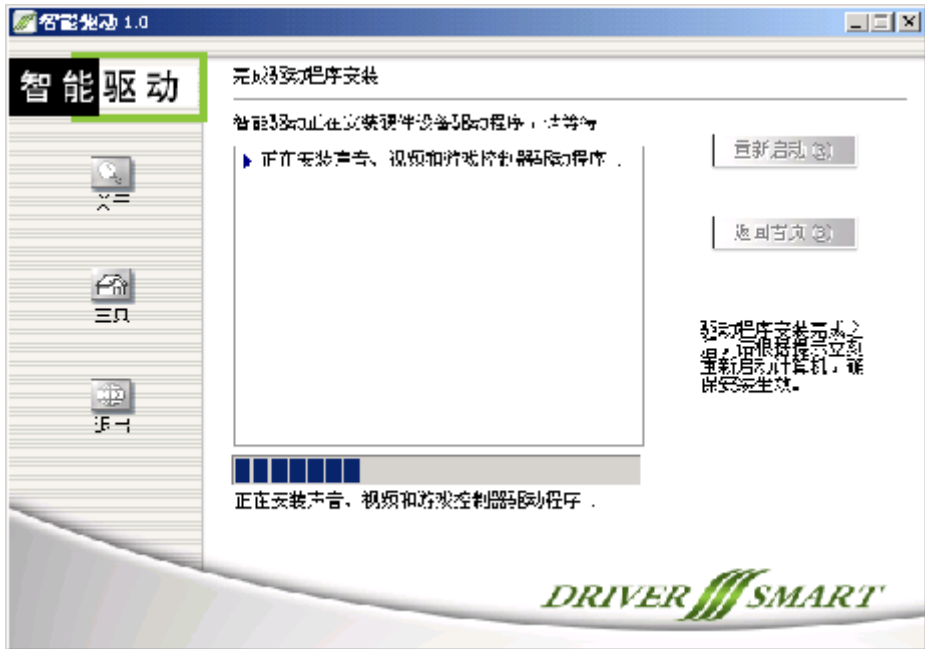 智能驱动 1.0
智能驱动
完成驱动程序安装
智能驱动正在安装硬件设备驱动程序，请等待
正在安装声音、视频和游戏控制器驱动程序 .
重新启动(R)
返回首页(B)
关于
工具
驱动程序安装完成之
后，请根据提示立刻
重新启动计算机，确
保安装生效。
正在安装声音、视频和游戏控制器驱动程序 .
DRIVER SMART